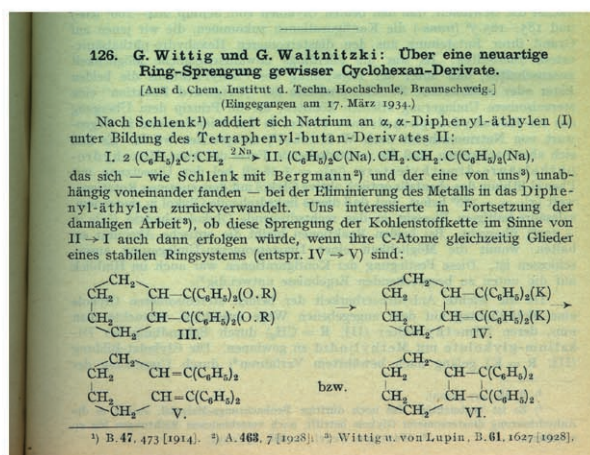 126. G. Wittig und G. Waltnitzki: Über eine neuartige
Ring-Sprengung gewisser Cyclohexan-Derivate.
[Aus d. Chem. Institut d. Techn. Hochschule, Braunschweig.]
(Eingegangen am 17. März 1934.)
Nach Schlenk¹) addiert sich Natrium an α, α-Diphenyl-äthylen (I)
unter Bildung des Tetraphenyl-butan-Derivates II:
I. 2 (C₆H₅)₂C:CH₂ 2 Na → II. (C₆H₅)₂C(Na).CH₂.CH₂.C(C₆H₅)₂(Na),
das sich — wie Schlenk mit Bergmann²) und der eine von uns³) unab-
hängig voneinander fanden — bei der Eliminierung des Metalls in das Diphe-
nyl-äthylen zurückverwandelt. Uns interessierte in Fortsetzung der
damaligen Arbeit³), ob diese Sprengung der Kohlenstoffkette im Sinne von
II → I auch dann erfolgen würde, wenn ihre C-Atome gleichzeitig Glieder
eines stabilen Ringsystems (entspr. IV → V) sind:
CH₂ CH₂
CH₂ CH—C(C₆H₅)₂(O.R) CH₂ CH—C(C₆H₅)₂(K)
→ →
CH₂ CH—C(C₆H₅)₂(O.R) CH₂ CH—C(C₆H₅)₂(K)
CH₂ III. CH₂ IV.
CH₂ CH₂
CH₂ CH=C(C₆H₅)₂ CH₂ CH—C(C₆H₅)₂
bzw.
CH₂ CH=C(C₆H₅)₂ CH₂ CH—C(C₆H₅)₂
CH₂ V. CH₂ VI.
¹) B. 47, 473 [1914]. ²) A. 463, 7 [1928]. ³) Wittig u. von Lupin, B. 61, 1627 [1928].